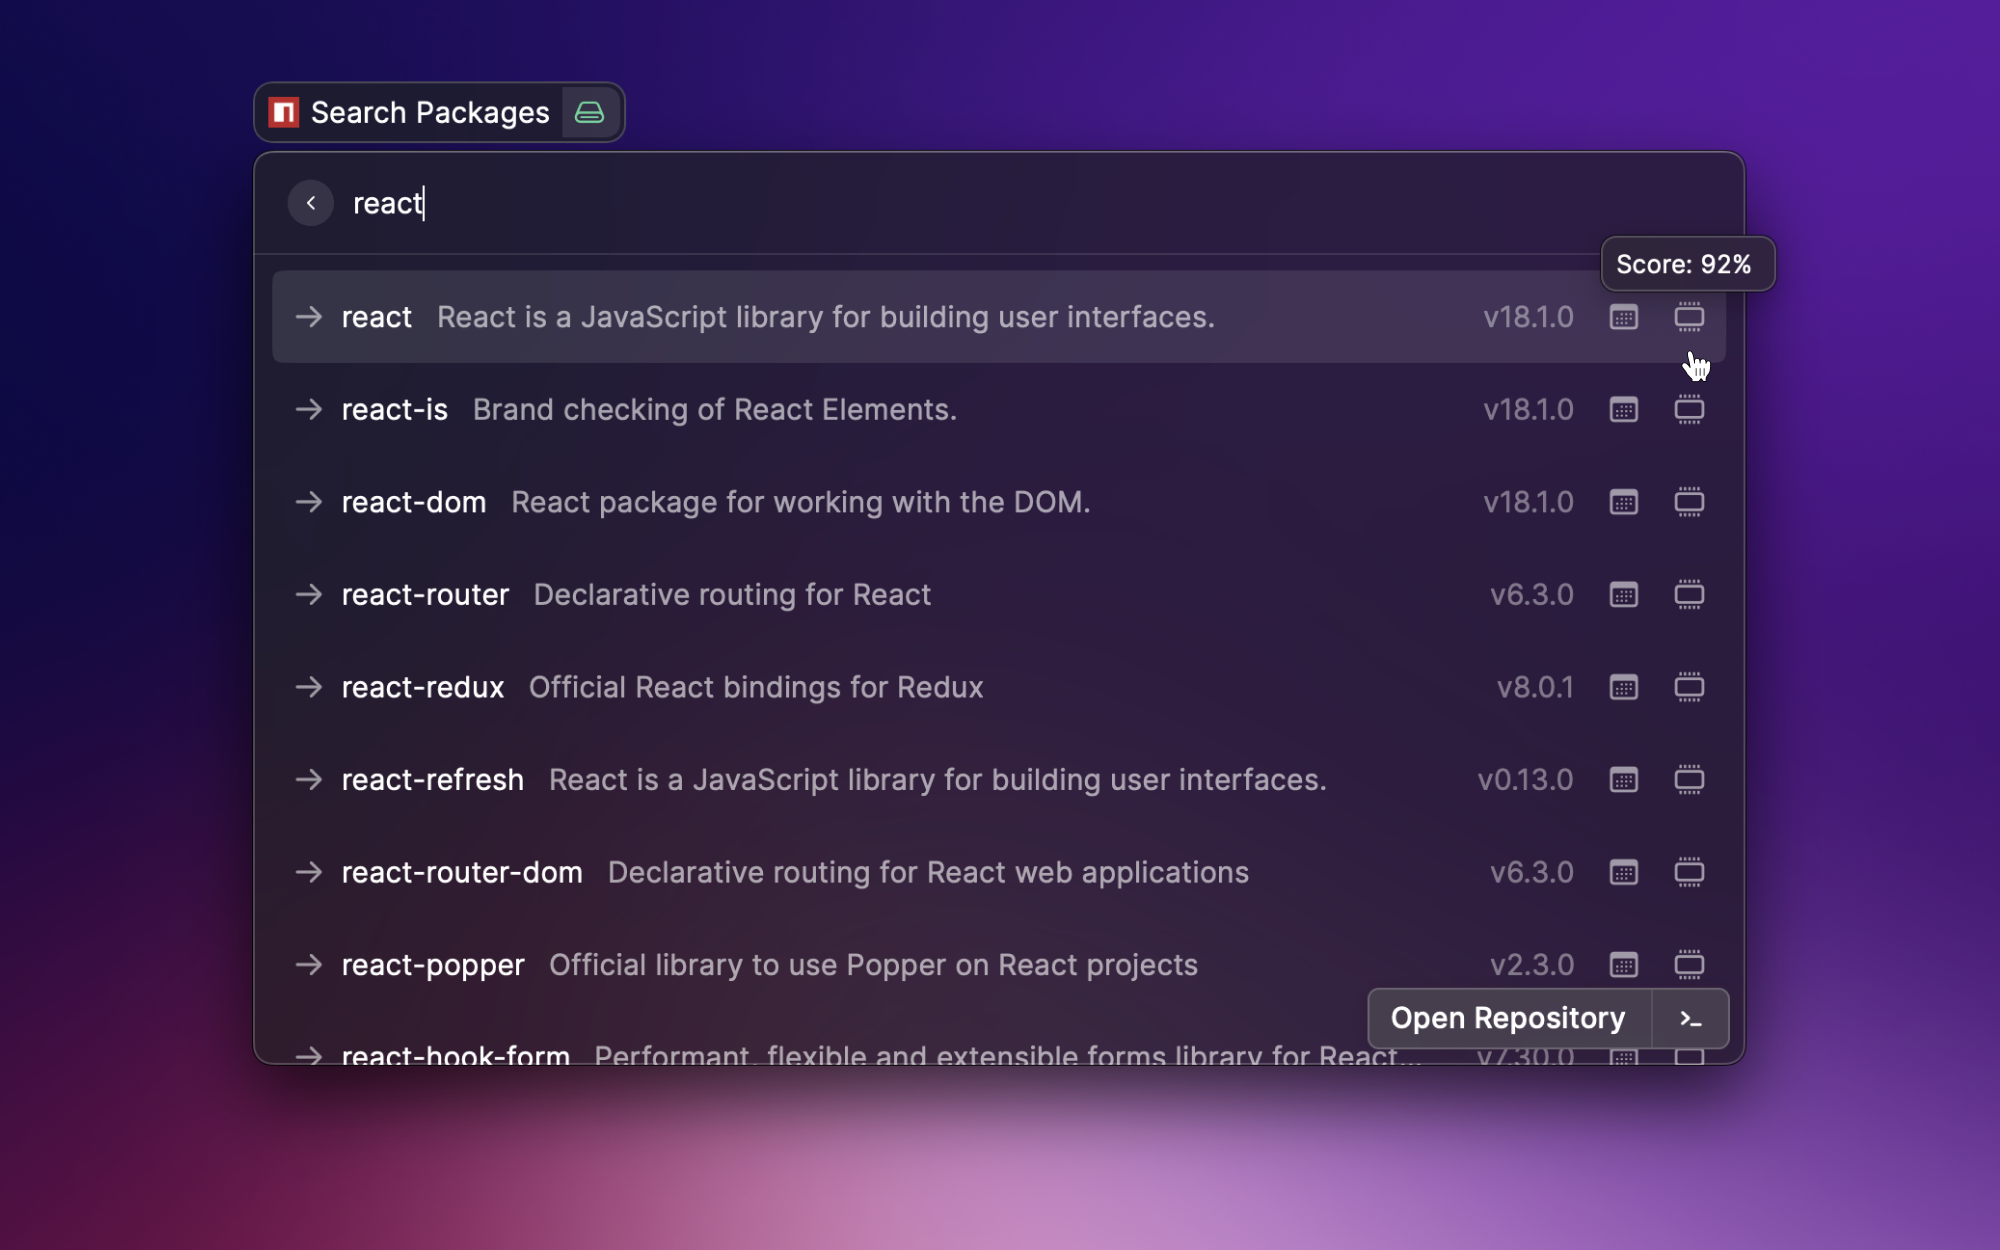 Search Packages
react
Score: 92%
react React is a JavaScript library for building user interfaces. v18.1.0
react-is Brand checking of React Elements. v18.1.0
react-dom React package for working with the DOM. v18.1.0
react-router Declarative routing for React v6.3.0
react-redux Official React bindings for Redux v8.0.1
react-refresh React is a JavaScript library for building user interfaces. v0.13.0
react-router-dom Declarative routing for React web applications v6.3.0
react-popper Official library to use Popper on React projects v2.3.0
Open Repository
react-hook-form Performant, flexible and extensible forms library for React... v7.30.0